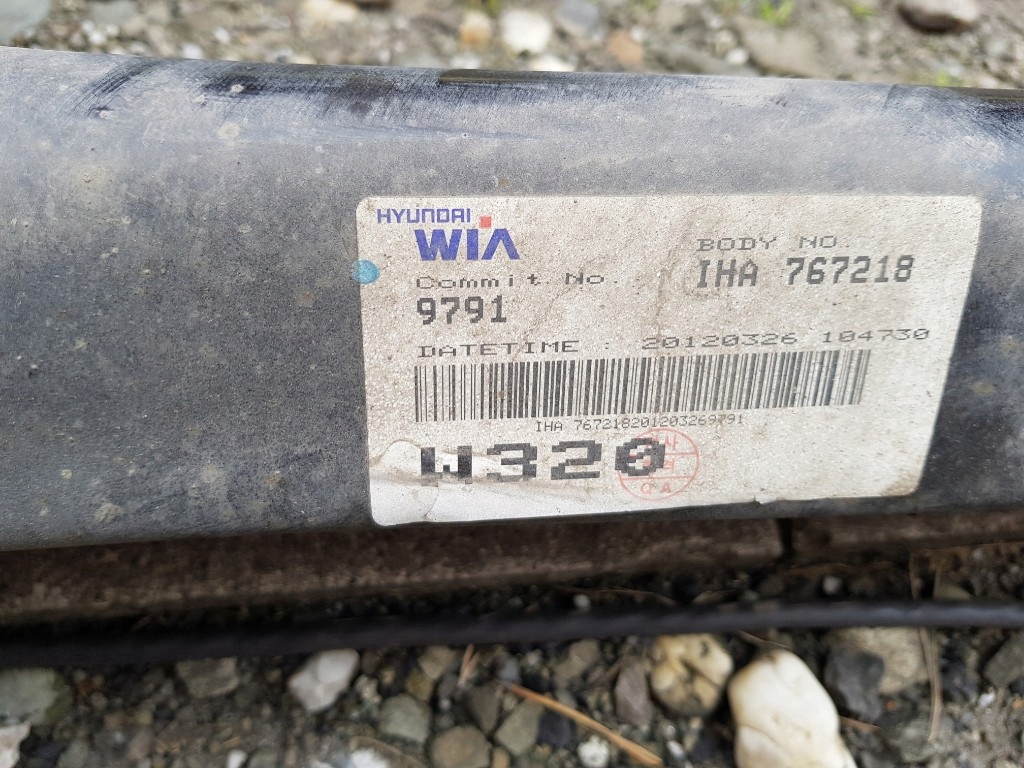 HYUNDAI
WIA
BODY NO.
IHA 767218
Commit No.
9791
DATETIME : 20120326 104730
IHA 767218201203269791
W320